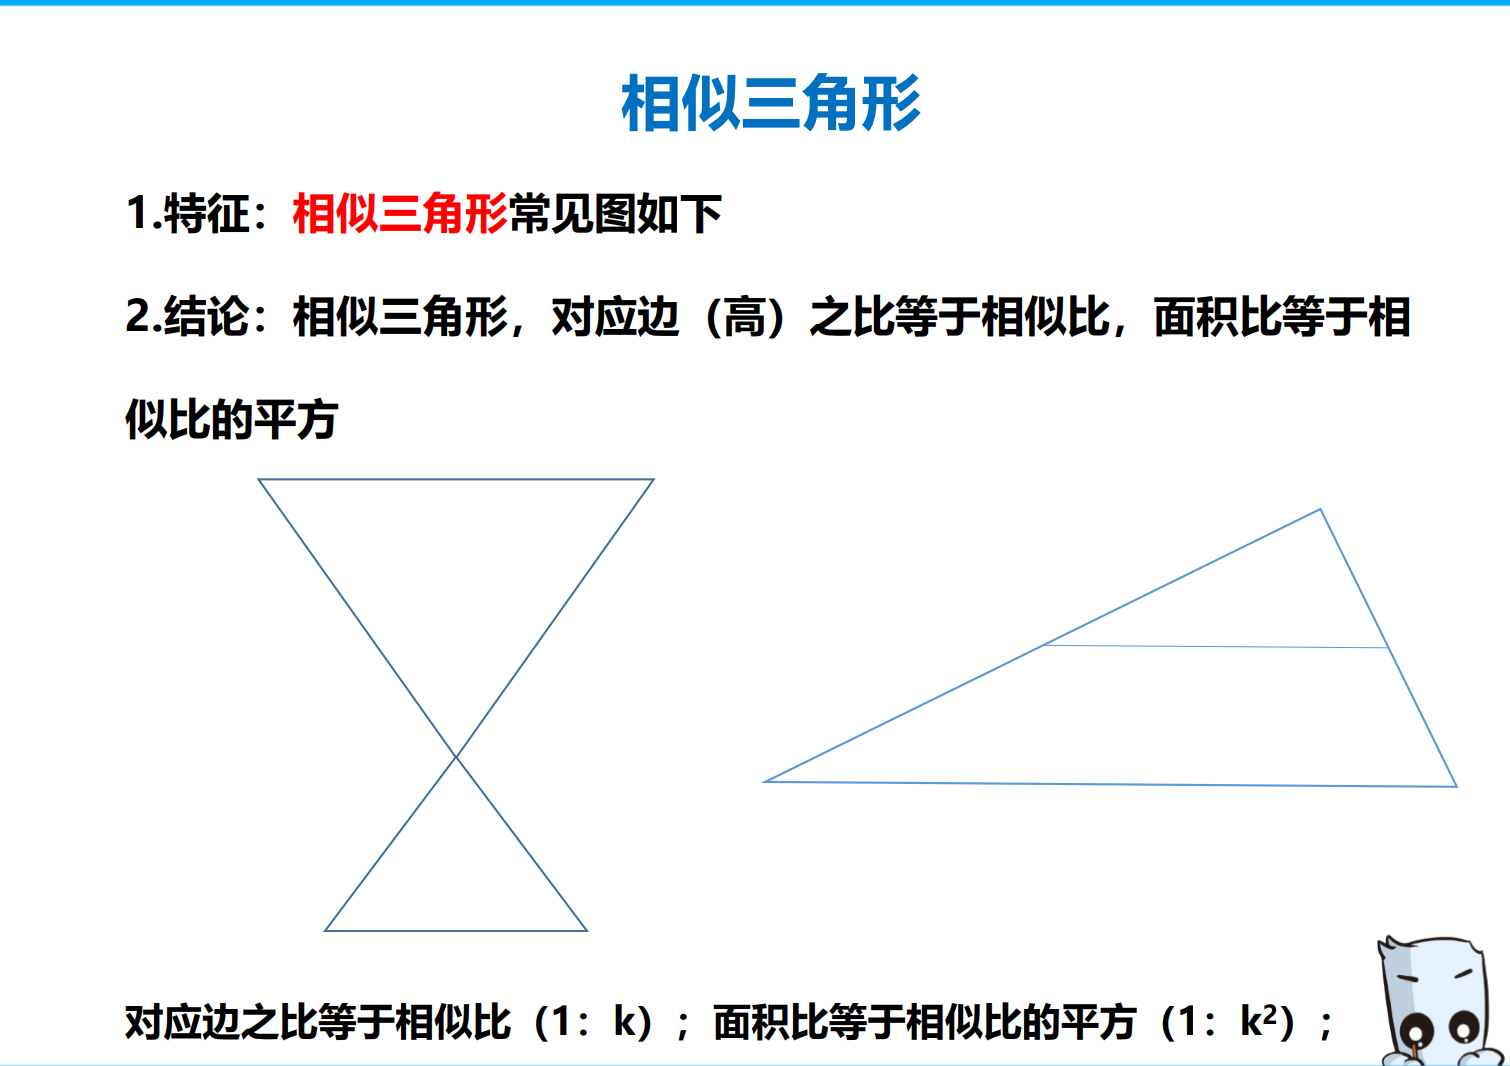 相似三角形
1.特征：相似三角形常见图如下
2.结论：相似三角形，对应边（高）之比等于相似比，面积比等于相
似比的平方
对应边之比等于相似比（1：k）；面积比等于相似比的平方（1：k²）；